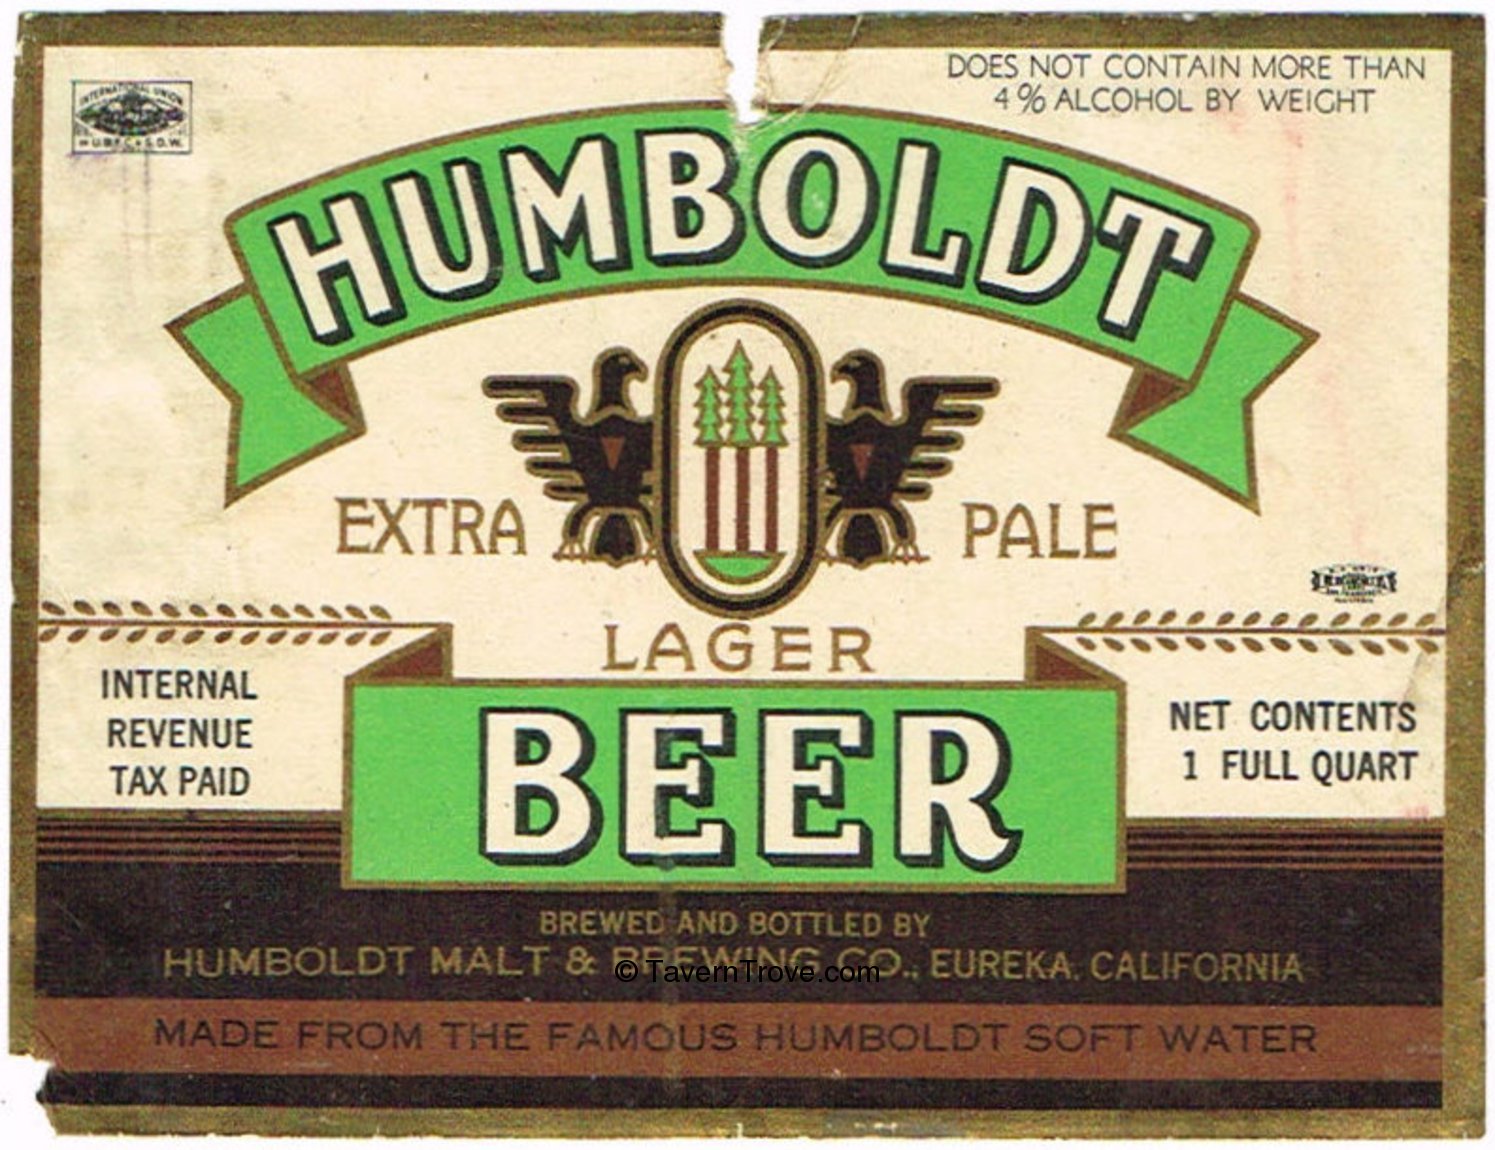 INTERNATIONAL UNION
DOES NOT CONTAIN MORE THAN
4% ALCOHOL BY WEIGHT
HUMBOLDT
EXTRA PALE
LAGER
BEER
INTERNAL
REVENUE
TAX PAID
NET CONTENTS
1 FULL QUART
BREWED AND BOTTLED BY
HUMBOLDT MALT & BREWING CO., EUREKA, CALIFORNIA
© TavernTrove.com
MADE FROM THE FAMOUS HUMBOLDT SOFT WATER